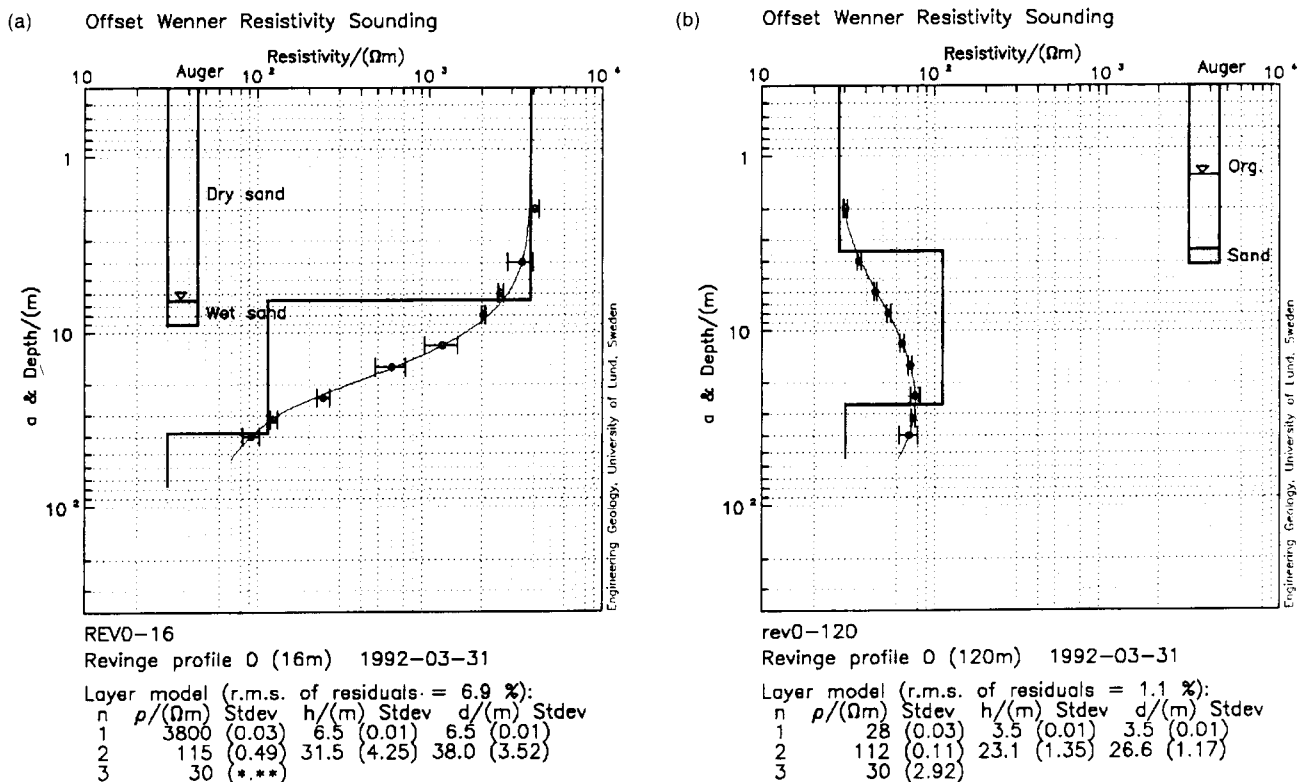 (a) Offset Wenner Resistivity Sounding
Resistivity/(Ωm)
10 10² 10³ 10⁴
Auger
1
Dry sand
Wet sand
10
10²
a & Depth/(m)
Engineering Geology, University of Lund, Sweden
REV0-16
Revinge profile 0 (16m) 1992-03-31
Layer model (r.m.s. of residuals = 6.9 %):
n ρ/(Ωm) Stdev h/(m) Stdev d/(m) Stdev
1 3800 (0.03) 6.5 (0.01) 6.5 (0.01)
2 115 (0.49) 31.5 (4.25) 38.0 (3.52)
3 30 (*.**)
(b) Offset Wenner Resistivity Sounding
Resistivity/(Ωm)
10 10² 10³ 10⁴
Auger
1
Org.
Sand
10
10²
a & Depth/(m)
Engineering Geology, University of Lund, Sweden
rev0-120
Revinge profile 0 (120m) 1992-03-31
Layer model (r.m.s. of residuals = 1.1 %):
n ρ/(Ωm) Stdev h/(m) Stdev d/(m) Stdev
1 28 (0.03) 3.5 (0.01) 3.5 (0.01)
2 112 (0.11) 23.1 (1.35) 26.6 (1.17)
3 30 (2.92)